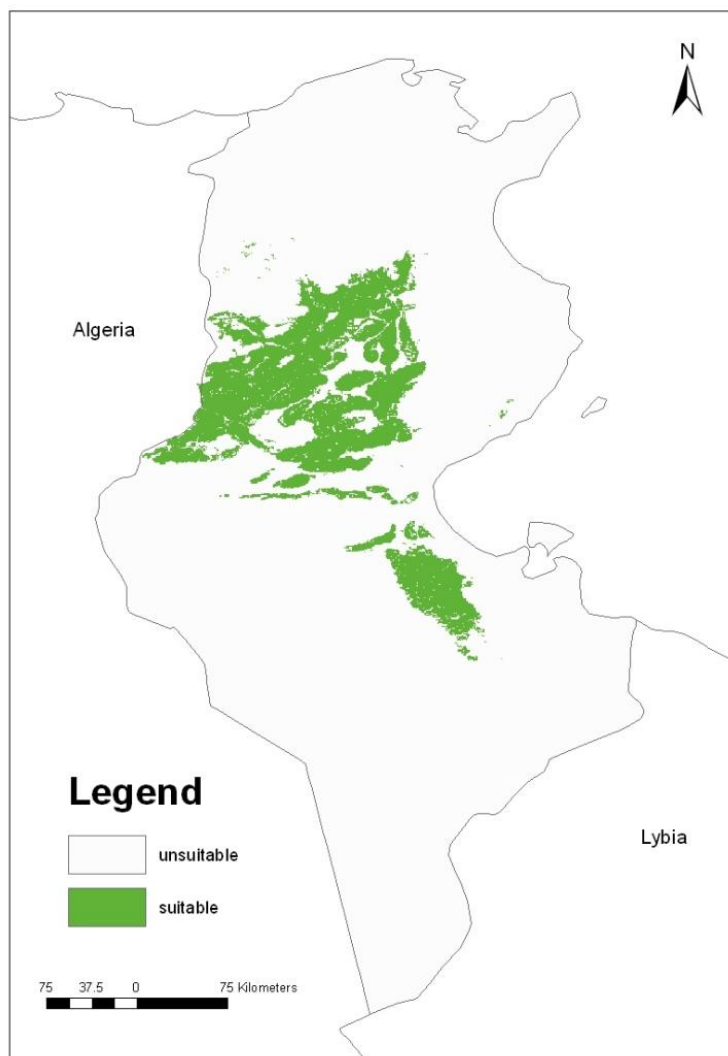 N
Algeria
Lybia
Legend
unsuitable
suitable
75 37.5 0 75 Kilometers